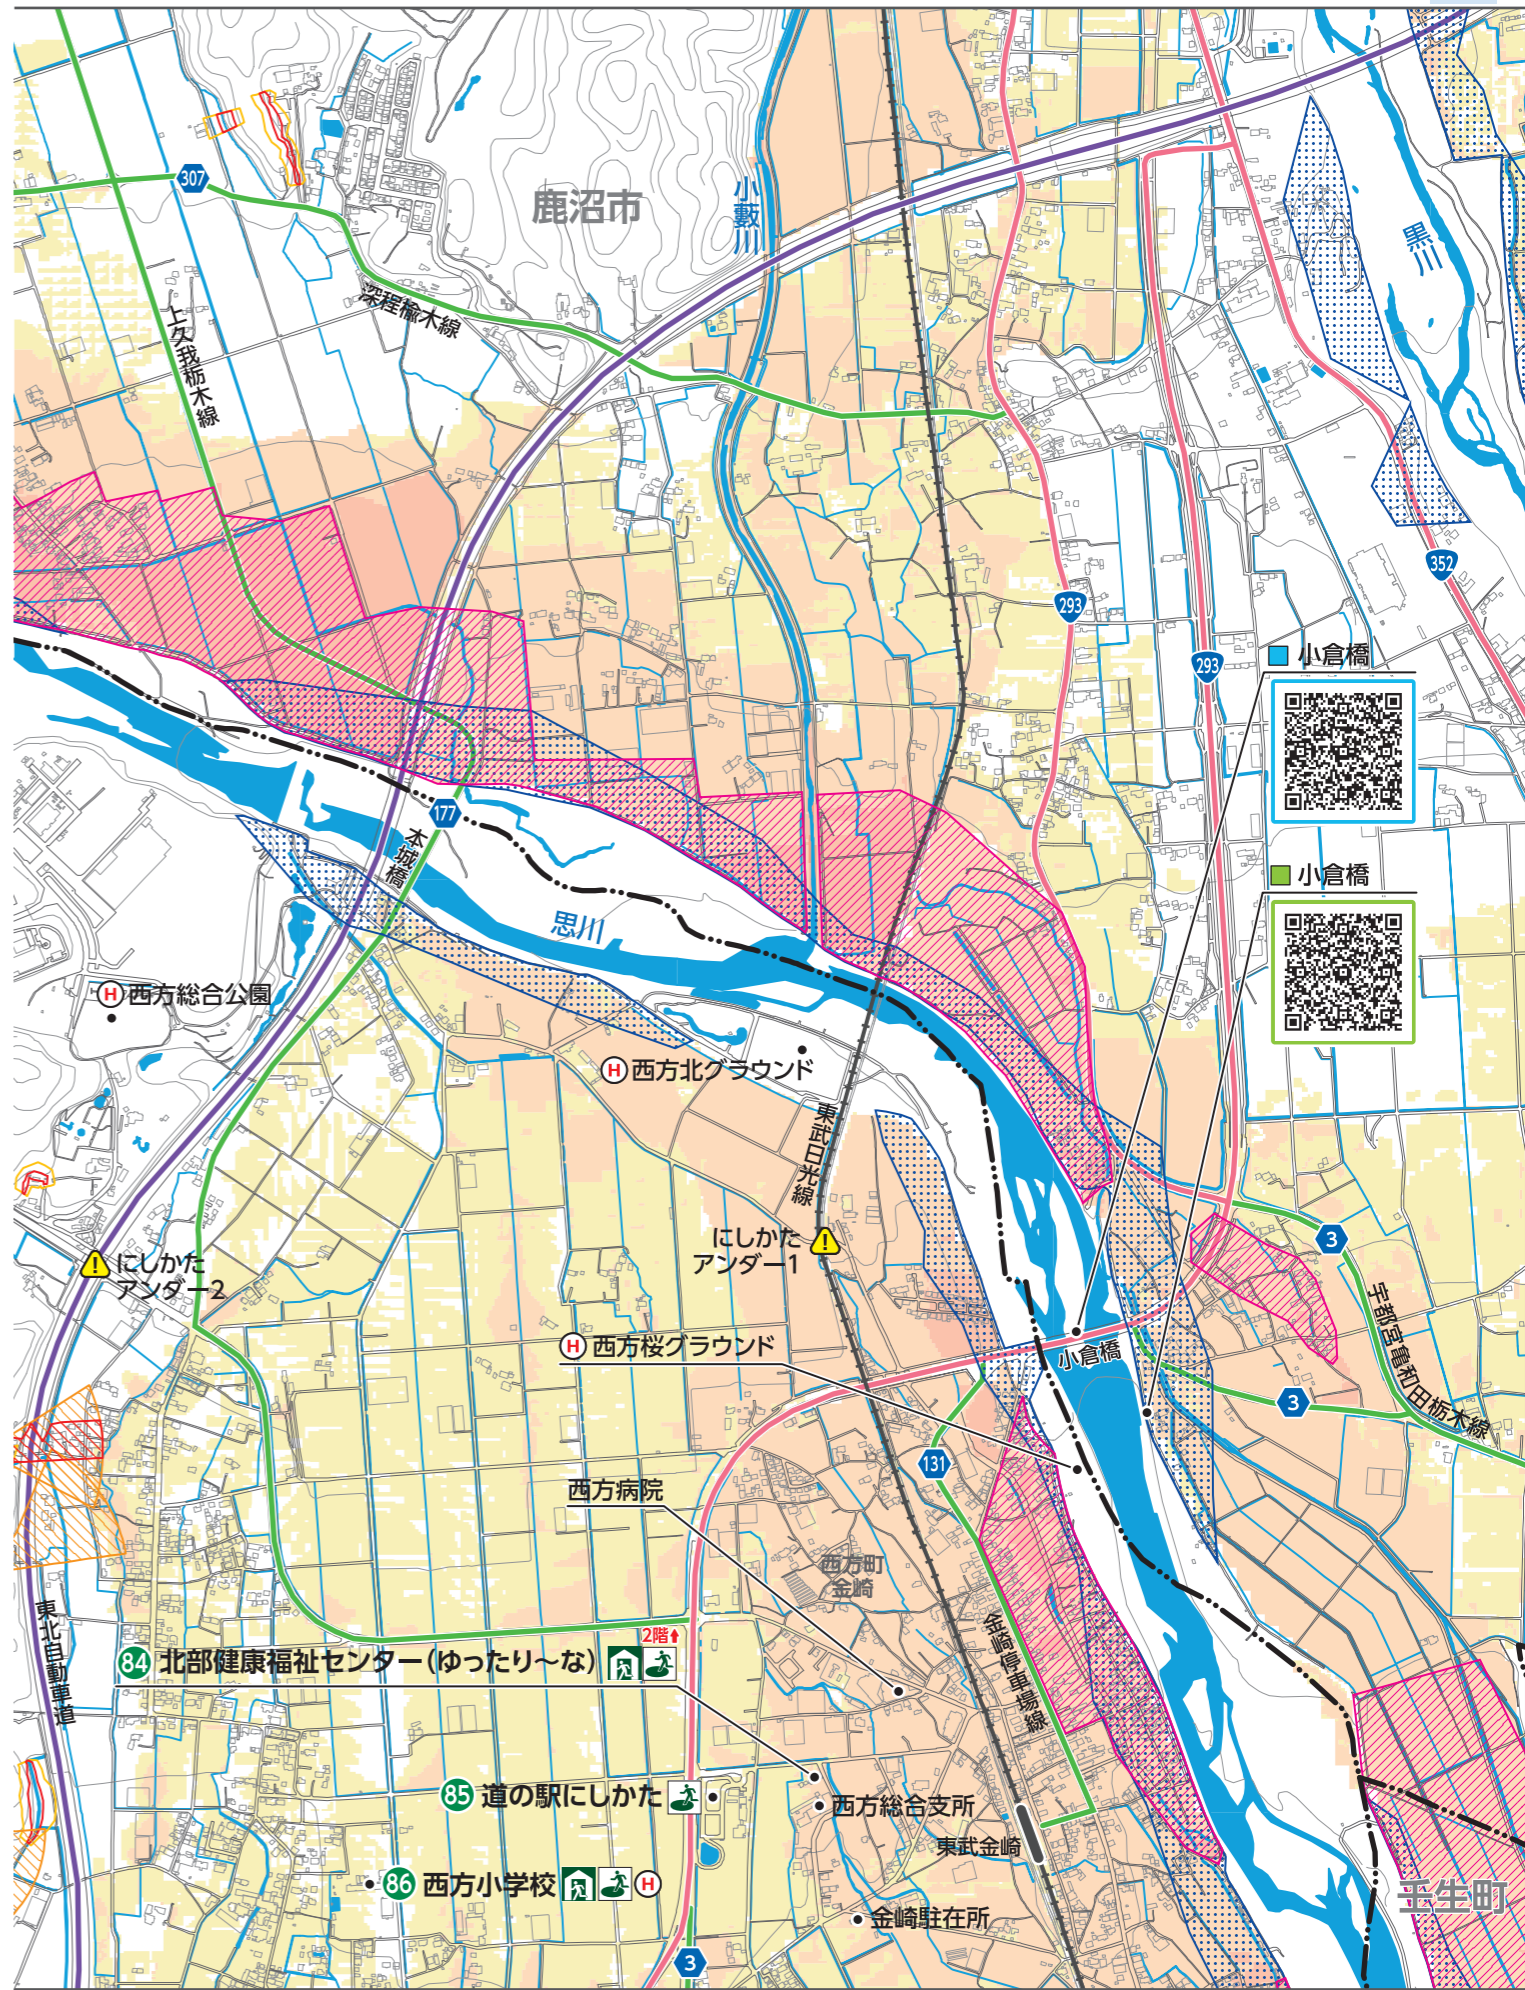 307
鹿沼市
小藪川
黒川
深程楡木線
上久我栃木線
352
293
293
小倉橋
小倉橋
177
本城橋
思川
H 西方総合公園
H 西方北グラウンド
東武日光線
にしかた
アンダー1
にしかた
アンダー2
3
宇都宮亀和田栃木線
H 西方桜グラウンド
小倉橋
3
131
西方病院
西方町
金崎
金崎停車場線
東北自動車道
2階
84 北部健康福祉センター(ゆったり～な)
85 道の駅にしかた
西方総合支所
東武金崎
86 西方小学校 H
壬生町
金崎駐在所
3